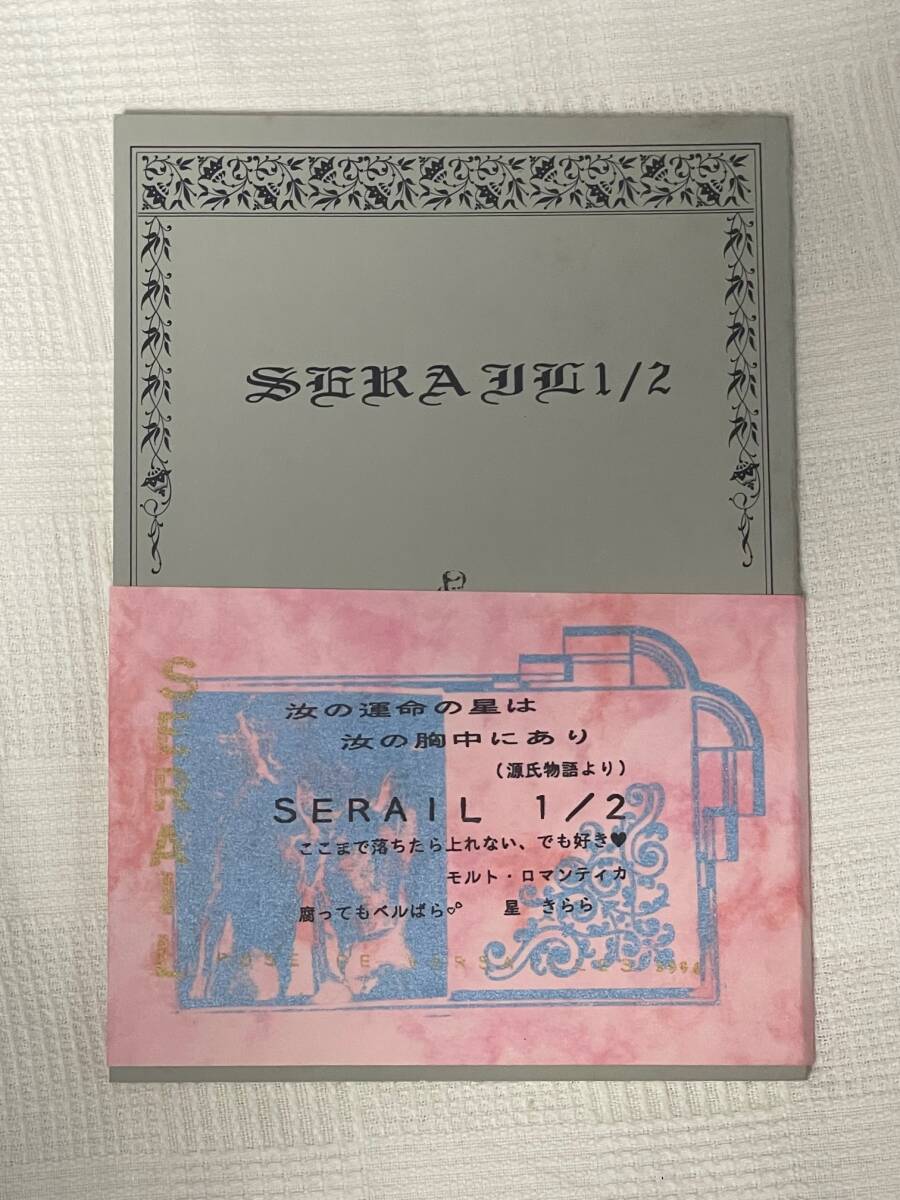 SERAIL1/2
SERAIL
汝の運命の星は
汝の胸中にあり
(源氏物語より)
SERAIL 1/2
ここまで落ちたら上れない、でも好き♥
モルト・ロマンティカ
腐ってもベルばら 星 きらら